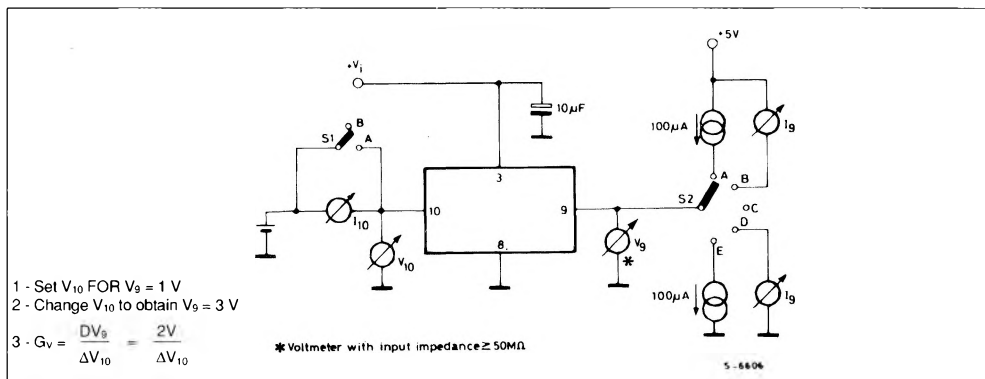 +5V
+Vi
10µF
100µA
I9
B
S1
A
3
A
B
S2
C
D
E
10
9
I10
V10
8.
V9
*
100µA
I9
1 - Set V10 FOR V9 = 1 V
2 - Change V10 to obtain V9 = 3 V
3 - GV = DV9 / ΔV10 = 2V / ΔV10
* Voltmeter with input impedance ≥ 50MΩ
S-6606